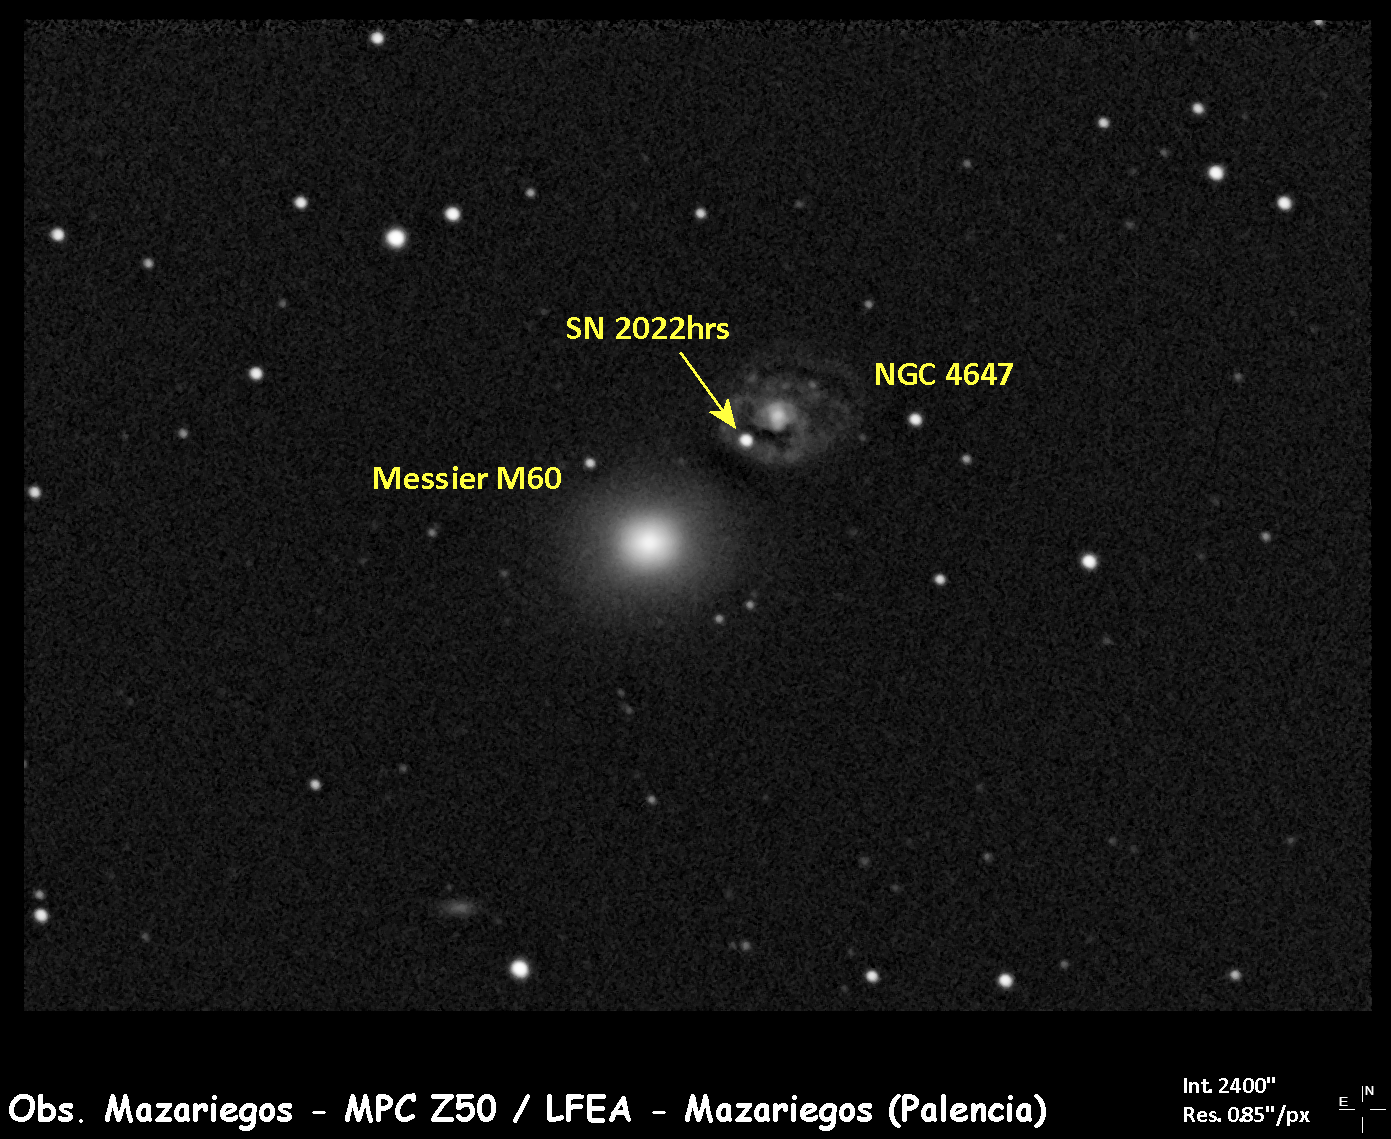 SN 2022hrs
NGC 4647
Messier M60
Int. 2400"
Obs. Mazariegos - MPC Z50 / LFEA - Mazariegos (Palencia)
Res. 0.85"/px
N
E